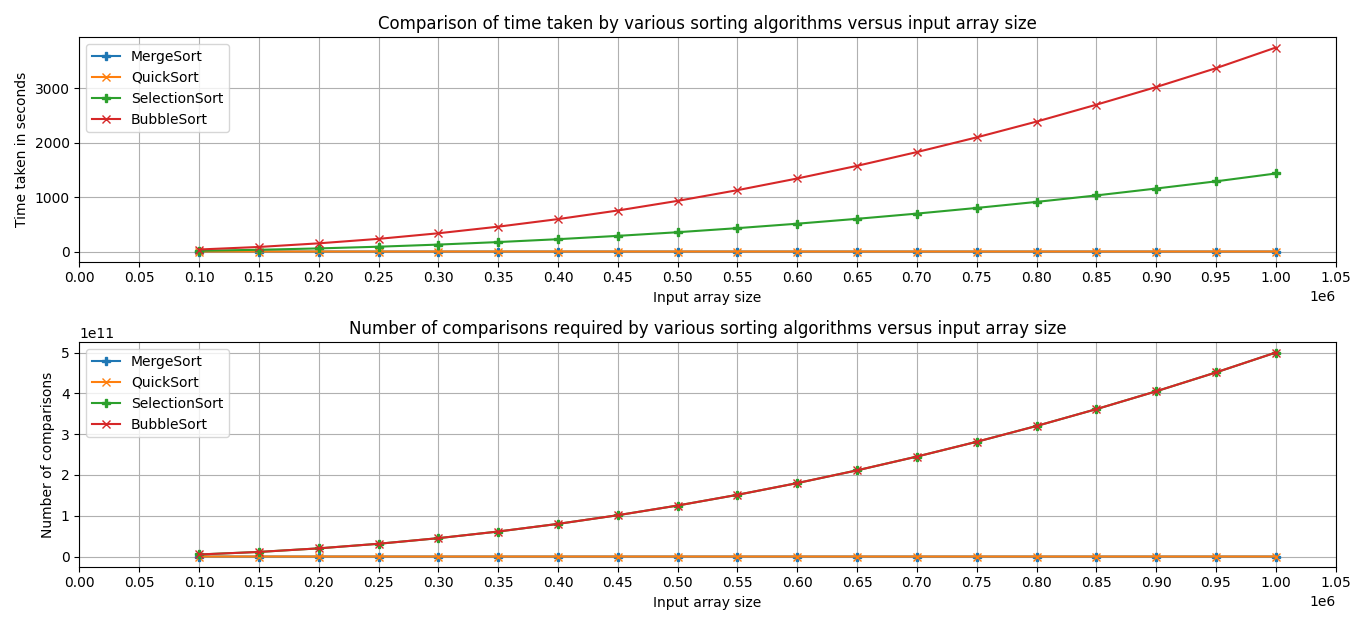 Comparison of time taken by various sorting algorithms versus input array size
Time taken in seconds
3000
2000
1000
0
MergeSort
QuickSort
SelectionSort
BubbleSort
0.00 0.05 0.10 0.15 0.20 0.25 0.30 0.35 0.40 0.45 0.50 0.55 0.60 0.65 0.70 0.75 0.80 0.85 0.90 0.95 1.00 1.05
Input array size
1e6
Number of comparisons required by various sorting algorithms versus input array size
1e11
Number of comparisons
5
4
3
2
1
0
MergeSort
QuickSort
SelectionSort
BubbleSort
0.00 0.05 0.10 0.15 0.20 0.25 0.30 0.35 0.40 0.45 0.50 0.55 0.60 0.65 0.70 0.75 0.80 0.85 0.90 0.95 1.00 1.05
Input array size
1e6